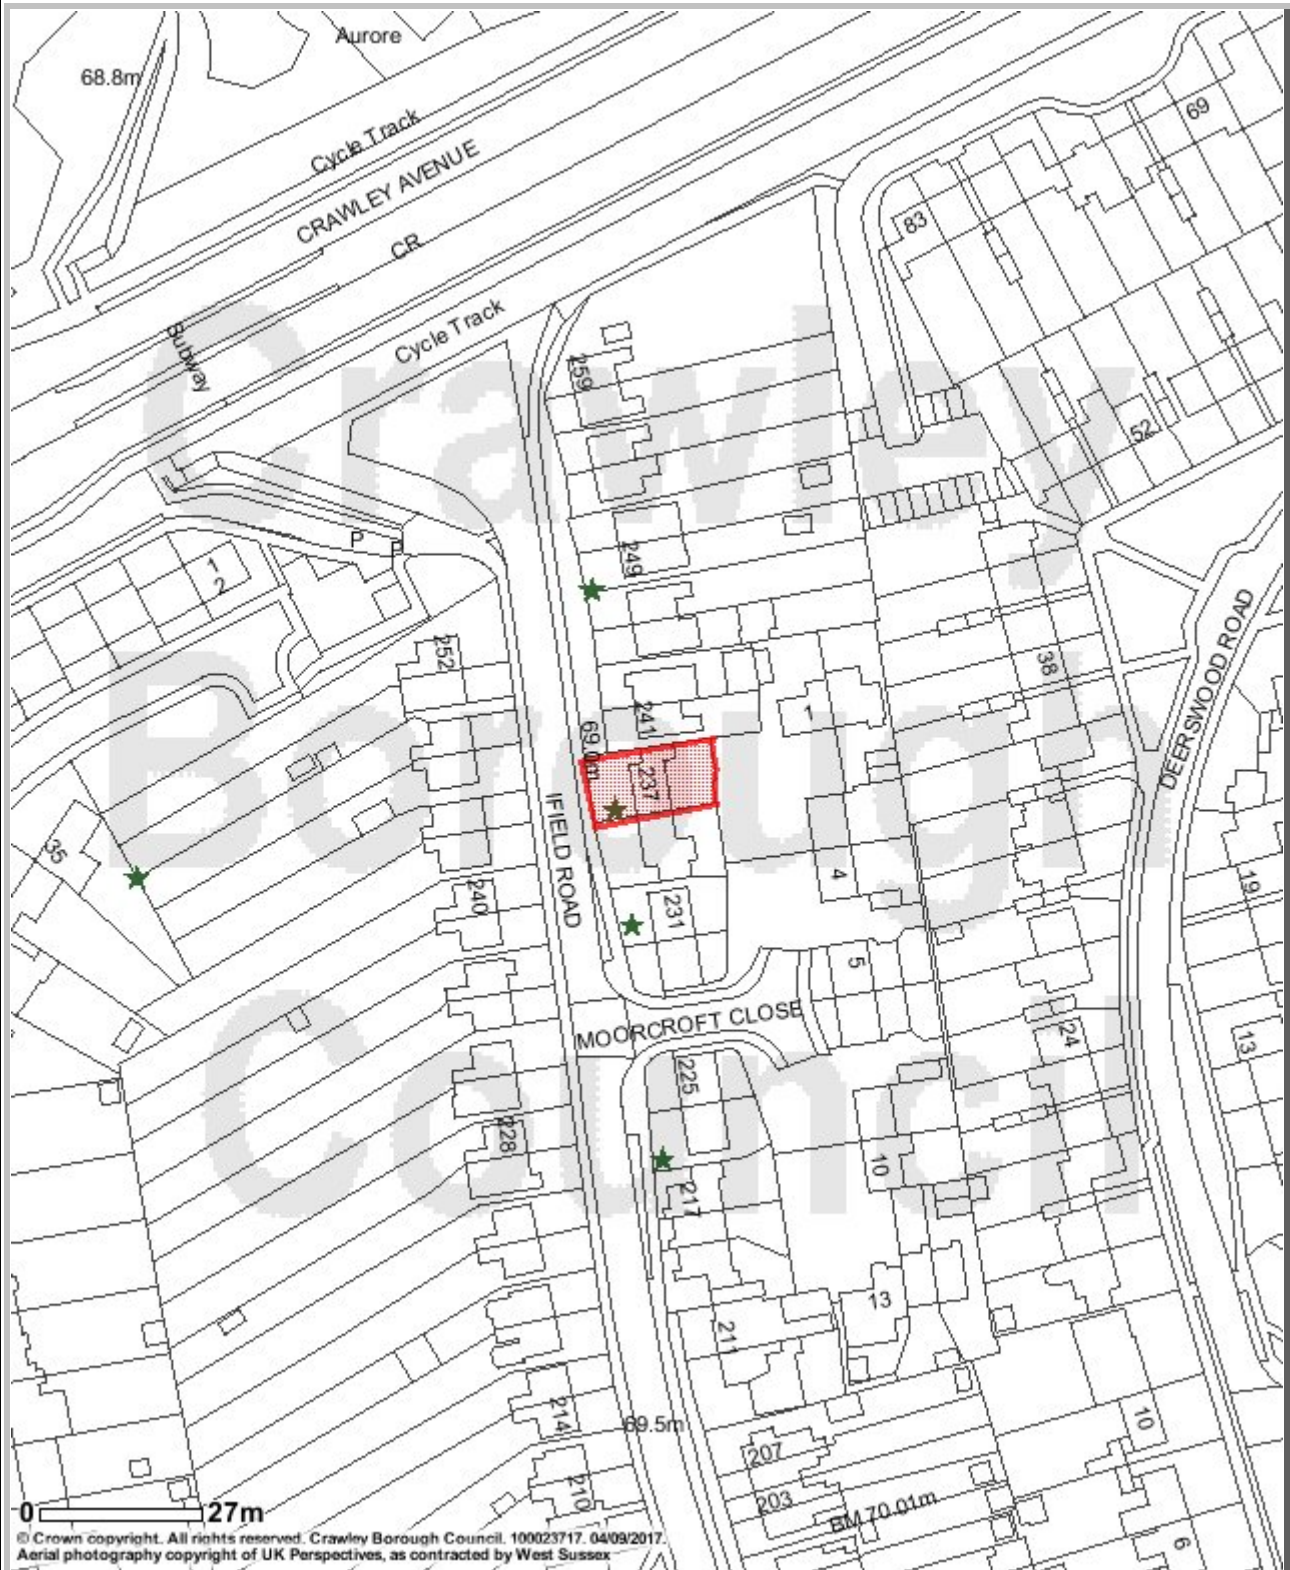 Aurore
68.8m
Cycle Track
CRAWLEY AVENUE
CR
Cycle Track
Subway
69
83
52
259
249
P
P
1
2
252
38
DEERSWOOD ROAD
241
1
69.0m
237
IFIELD ROAD
35
240
231
4
19
5
MOORCROFT CLOSE
24
13
225
228
217
10
13
211
214
69.5m
10
207
210
203
BM 70.01m
6
Crawley
Borough
Council
0 27m
© Crown copyright. All rights reserved. Crawley Borough Council. 100023717. 04/09/2017.
Aerial photography copyright of UK Perspectives, as contracted by West Sussex